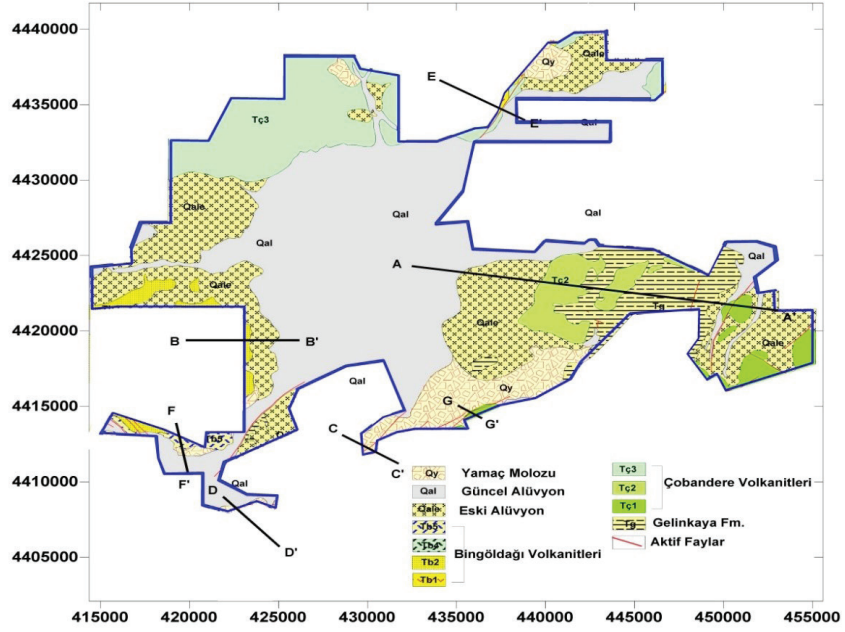 4440000
4435000
4430000
4425000
4420000
4415000
4410000
4405000
Qale
Qy
E
Tç3
E' Qal
Qale
Qal Qal
Qal
A
Qal
Tç2
Qale
Tg
A'
Qale
Qale
B B'
Qal
Qy
F
G
G'
Tb5
C
C'
F'
D Qal
D'
Qy Yamaç Molozu
Qal Güncel Alüvyon
Qale Eski Alüvyon
Tb5
Tb4
Tb2
Tb1
Bingöldağı Volkanitleri
Tç3
Tç2
Tç1
Çobandere Volkanitleri
Tg Gelinkaya Fm.
Aktif Faylar
415000 420000 425000 430000 435000 440000 445000 450000 455000